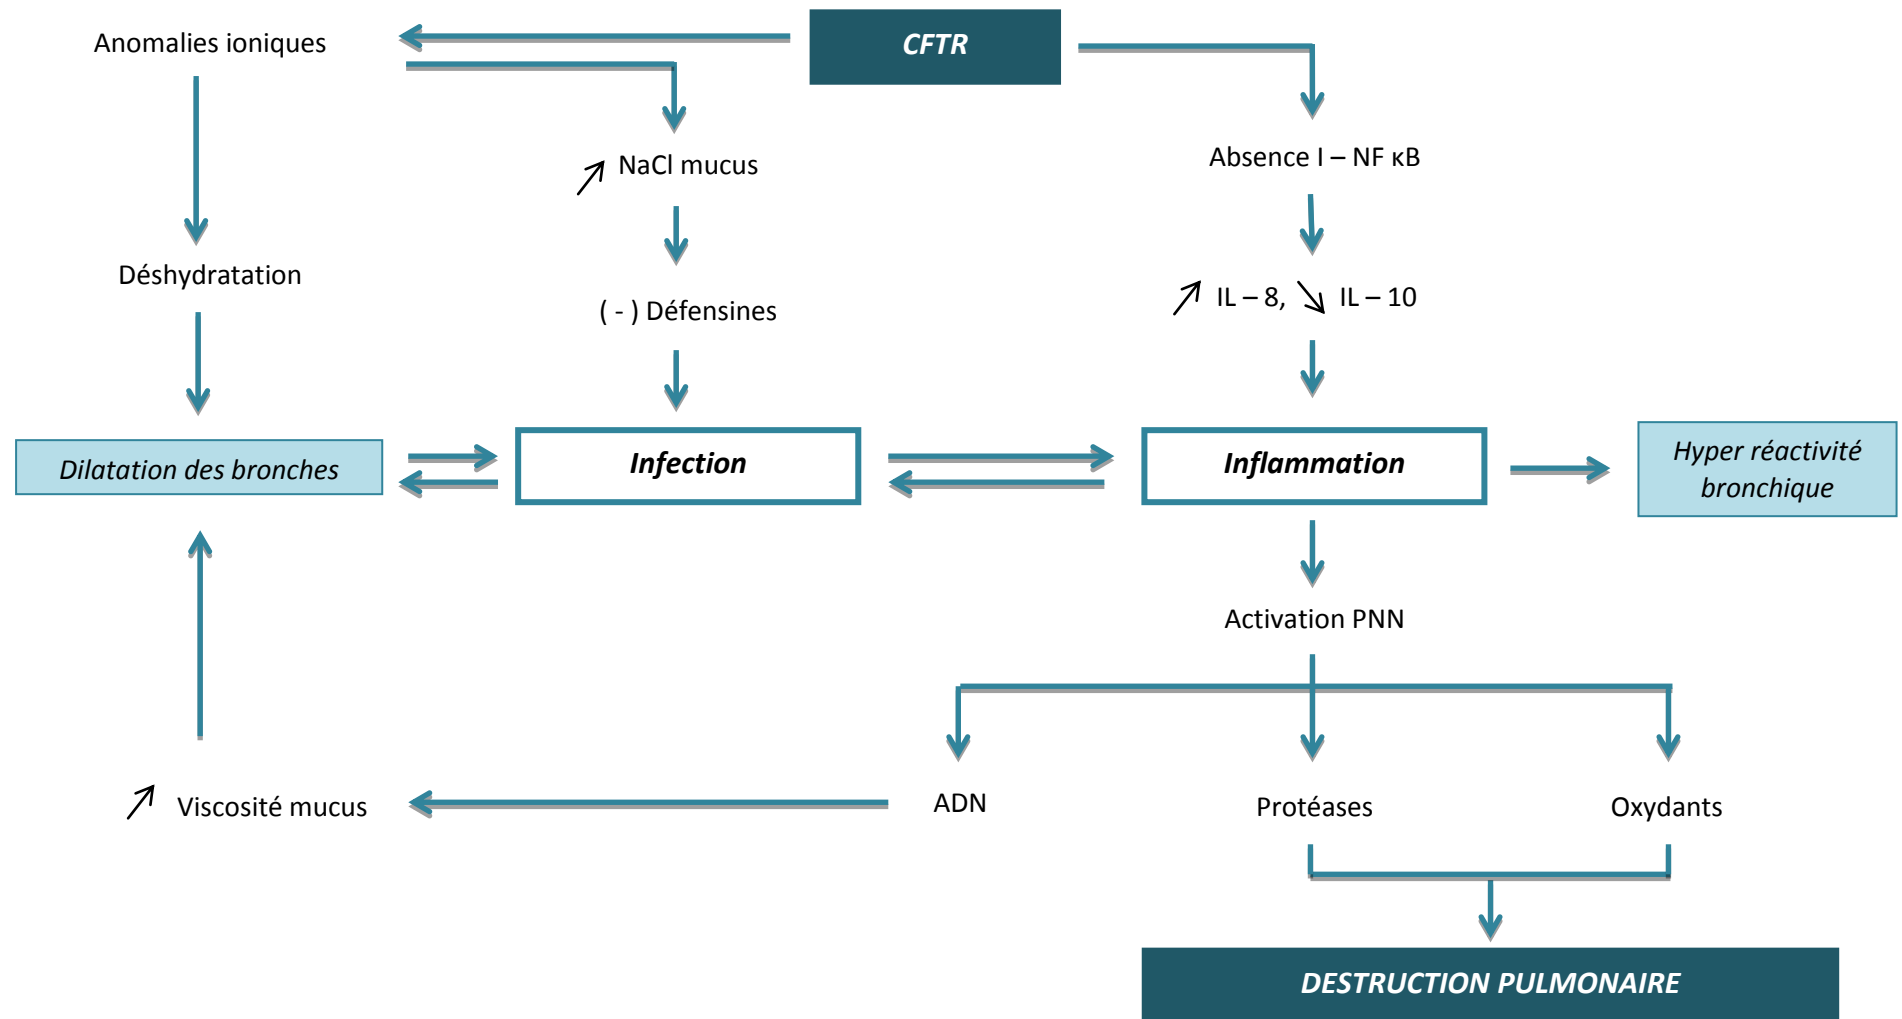 Anomalies ioniques
CFTR
NaCl mucus
Absence I – NF κB
Déshydratation
( - ) Défensines
IL – 8, IL – 10
Dilatation des bronches
Infection
Inflammation
Hyper réactivité
bronchique
Activation PNN
Viscosité mucus
ADN
Protéases
Oxydants
DESTRUCTION PULMONAIRE